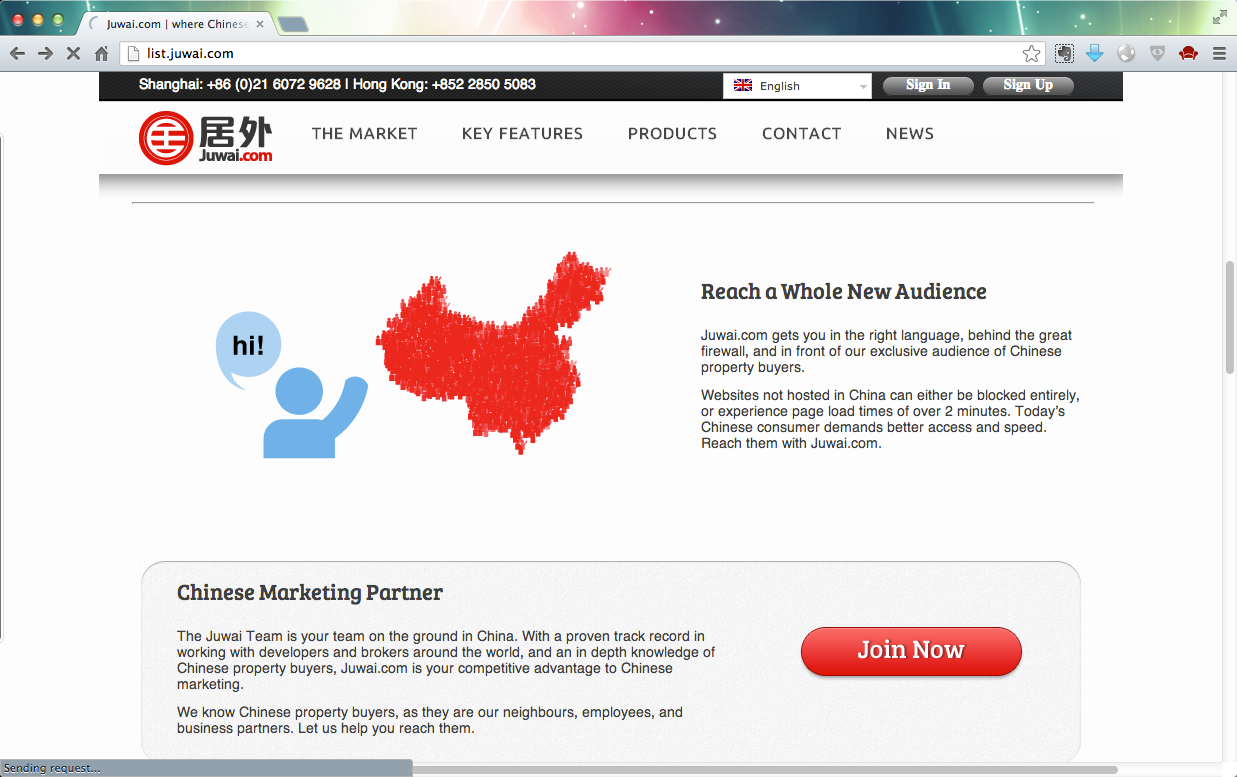 Juwai.com | where Chinese
list.juwai.com
Shanghai: +86 (0)21 6072 9628 | Hong Kong: +852 2850 5083
English
Sign In
Sign Up
居外
Juwai.com
THE MARKET
KEY FEATURES
PRODUCTS
CONTACT
NEWS
hi!
Reach a Whole New Audience
Juwai.com gets you in the right language, behind the great
firewall, and in front of our exclusive audience of Chinese
property buyers.
Websites not hosted in China can either be blocked entirely,
or experience page load times of over 2 minutes. Today's
Chinese consumer demands better access and speed.
Reach them with Juwai.com.
Chinese Marketing Partner
The Juwai Team is your team on the ground in China. With a proven track record in
working with developers and brokers around the world, and an in depth knowledge of
Chinese property buyers, Juwai.com is your competitive advantage to Chinese
marketing.
We know Chinese property buyers, as they are our neighbours, employees, and
business partners. Let us help you reach them.
Join Now
Sending request...